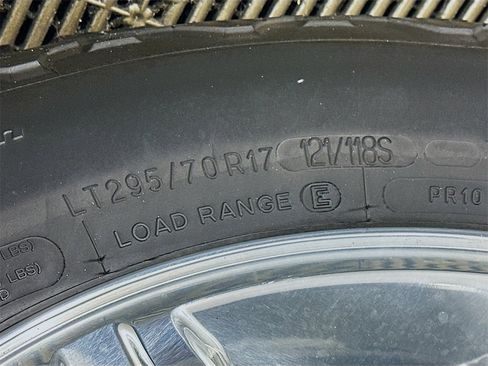 LT295/70R17 121/118S
LOAD RANGE E
PR10
LBS)
LBS)